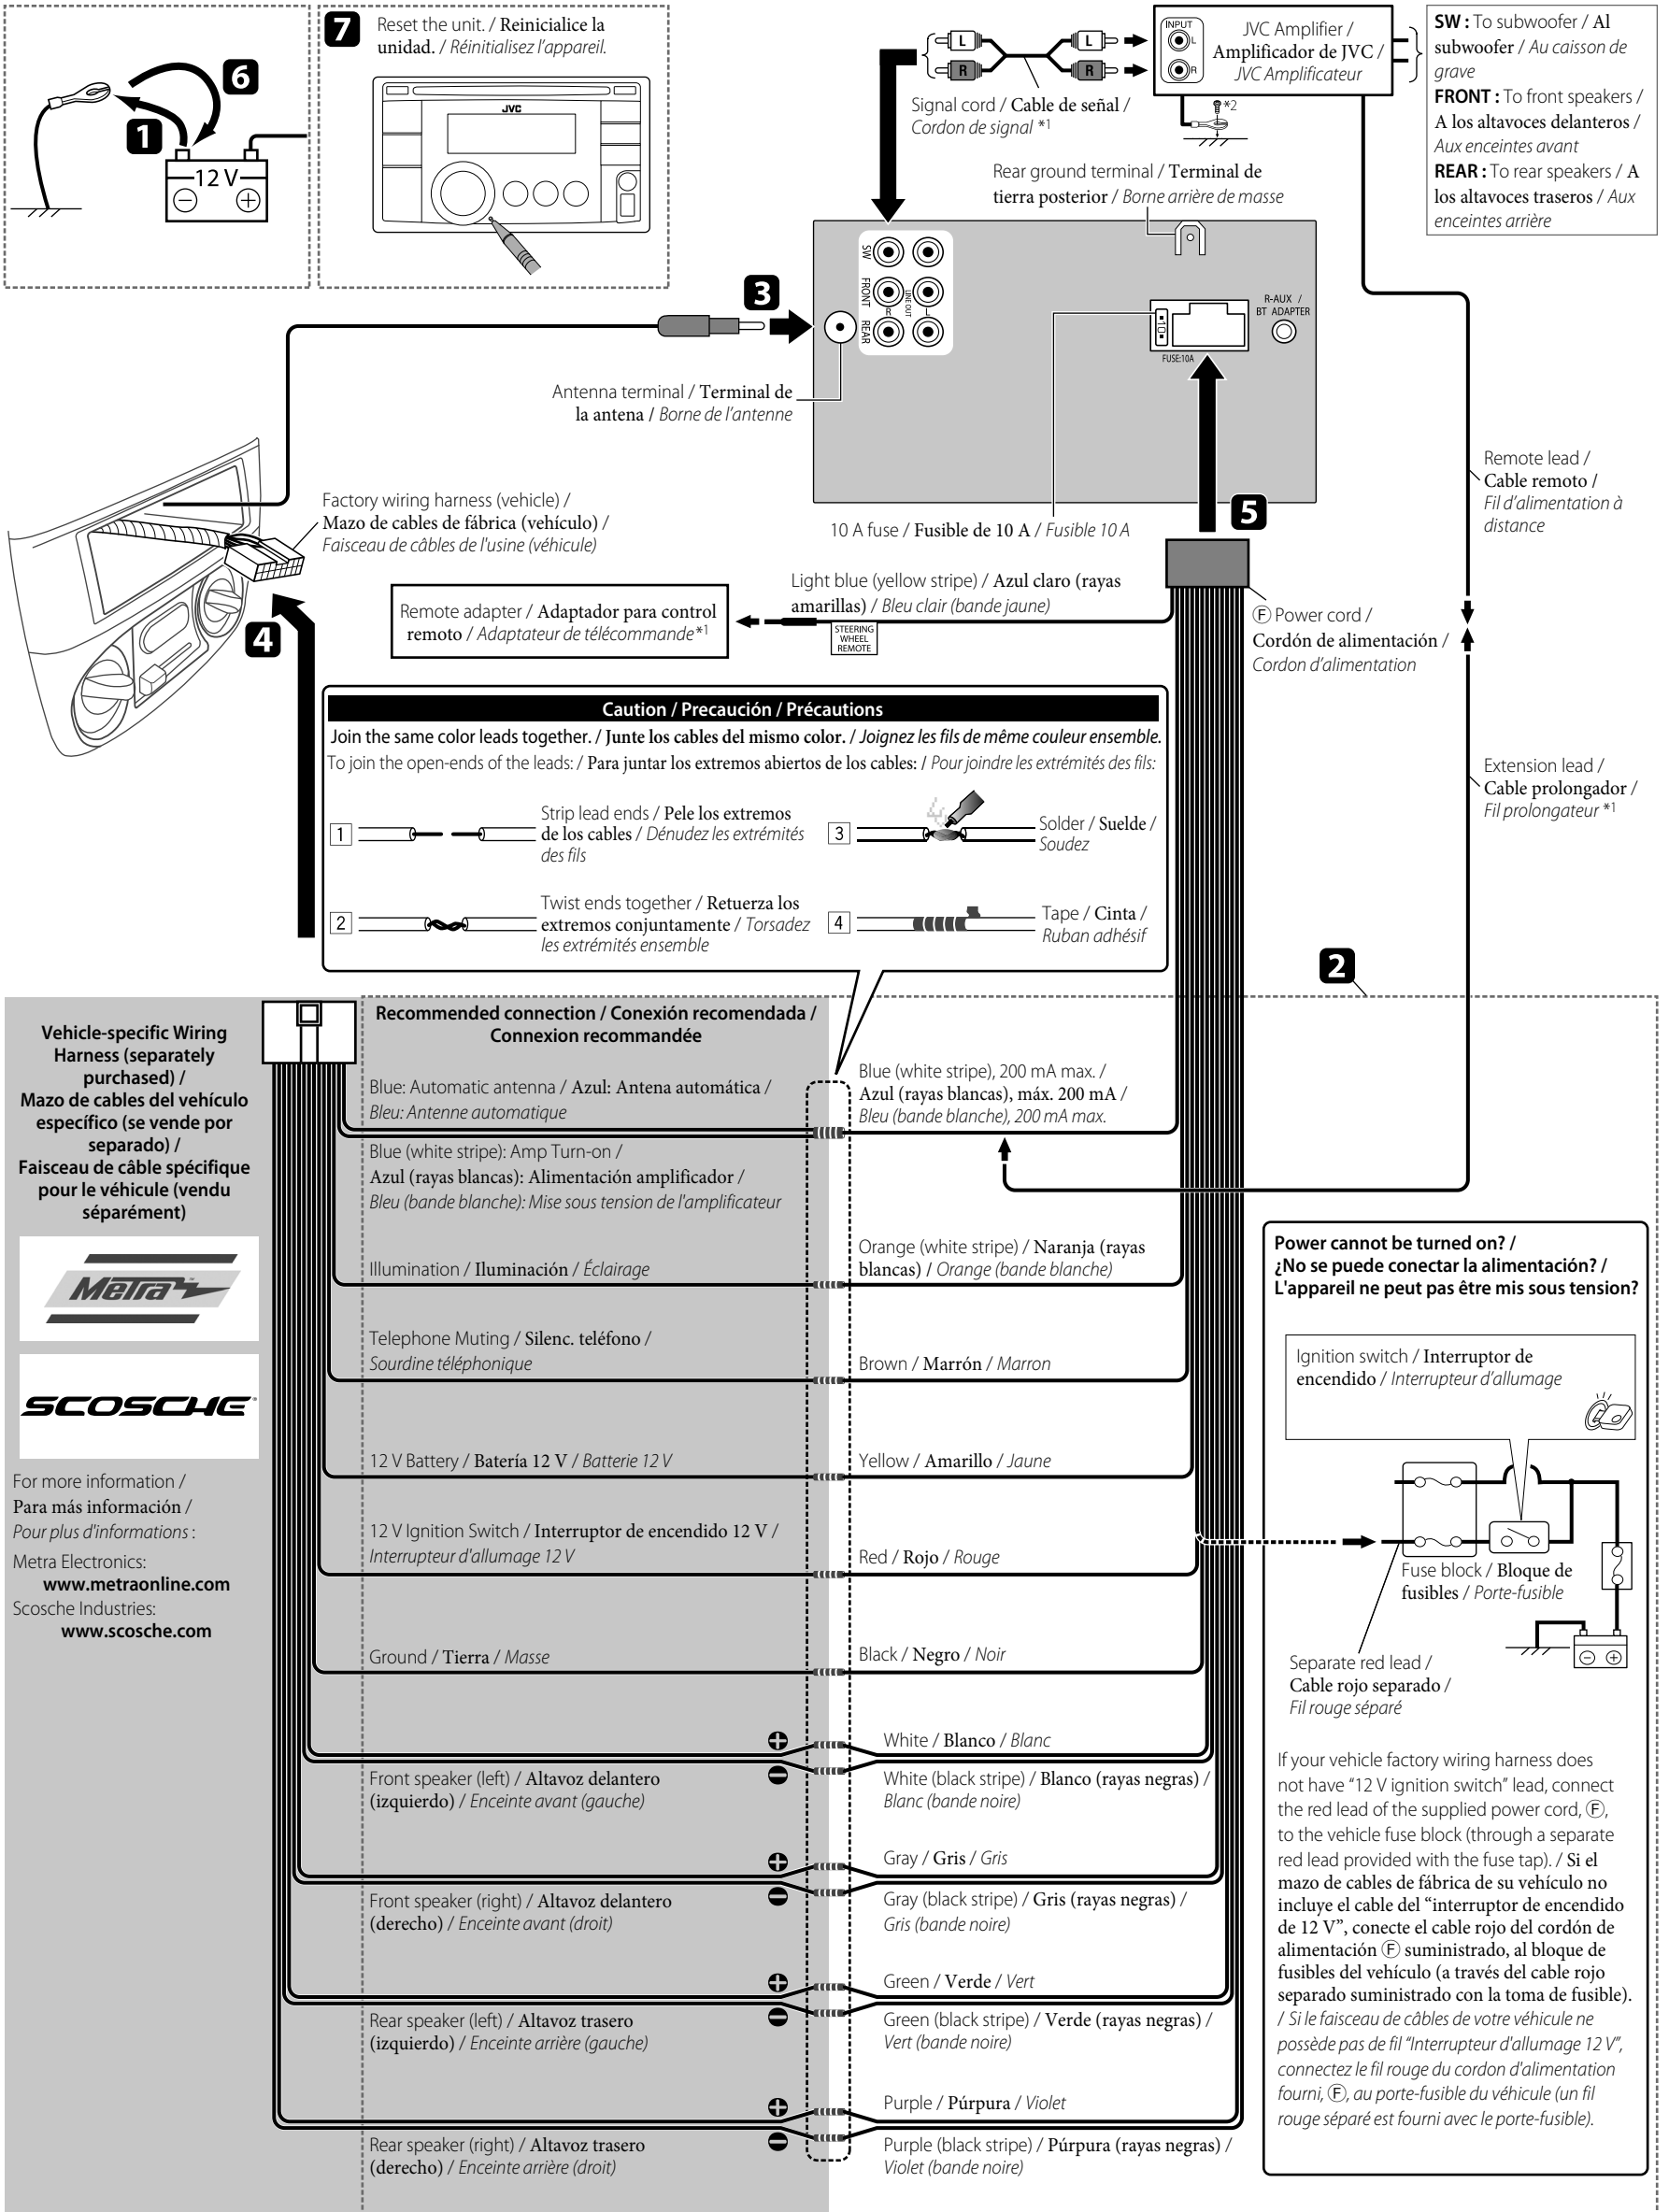 6
1
12 V
7
Reset the unit. / Reinicialice la
unidad. / Réinitialisez l'appareil.
JVC
L
L
R
R
Signal cord / Cable de señal /
Cordon de signal *1
INPUT
L
R
JVC Amplifier /
Amplificador de JVC /
JVC Amplificateur
*2
SW : To subwoofer / Al
subwoofer / Au caisson de
grave
FRONT : To front speakers /
A los altavoces delanteros /
Aux enceintes avant
REAR : To rear speakers / A
los altavoces traseros / Aux
enceintes arrière
Rear ground terminal / Terminal de
tierra posterior / Borne arrière de masse
3
SW
FRONT
REAR
LINE OUT
R
L
10
FUSE:10A
R-AUX /
BT ADAPTER
Antenna terminal / Terminal de
la antena / Borne de l'antenne
Factory wiring harness (vehicle) /
Mazo de cables de fábrica (vehículo) /
Faisceau de câbles de l'usine (véhicule)
4
10 A fuse / Fusible de 10 A / Fusible 10 A
5
Remote lead /
Cable remoto /
Fil d'alimentation à
distance
Light blue (yellow stripe) / Azul claro (rayas
amarillas) / Bleu clair (bande jaune)
STEERING
WHEEL
REMOTE
Remote adapter / Adaptador para control
remoto / Adaptateur de télécommande*1
Ⓕ Power cord /
Cordón de alimentación /
Cordon d'alimentation
Caution / Precaución / Précautions
Join the same color leads together. / Junte los cables del mismo color. / Joignez les fils de même couleur ensemble.
To join the open-ends of the leads: / Para juntar los extremos abiertos de los cables: / Pour joindre les extrémités des fils:
1
Strip lead ends / Pele los extremos
de los cables / Dénudez les extrémités
des fils
3
Solder / Suelde /
Soudez
2
Twist ends together / Retuerza los
extremos conjuntamente / Torsadez
les extrémités ensemble
4
Tape / Cinta /
Ruban adhésif
Extension lead /
Cable prolongador /
Fil prolongateur *1
2
Vehicle-specific Wiring
Harness (separately
purchased) /
Mazo de cables del vehículo
específico (se vende por
separado) /
Faisceau de câble spécifique
pour le véhicule (vendu
séparément)
Metra™
SCOSCHE®
For more information /
Para más información /
Pour plus d'informations :
Metra Electronics:
www.metraonline.com
Scosche Industries:
www.scosche.com
Recommended connection / Conexión recomendada /
Connexion recommandée
Blue: Automatic antenna / Azul: Antena automática /
Bleu: Antenne automatique
Blue (white stripe): Amp Turn-on /
Azul (rayas blancas): Alimentación amplificador /
Bleu (bande blanche): Mise sous tension de l'amplificateur
Blue (white stripe), 200 mA max. /
Azul (rayas blancas), máx. 200 mA /
Bleu (bande blanche), 200 mA max.
Illumination / Iluminación / Éclairage
Orange (white stripe) / Naranja (rayas
blancas) / Orange (bande blanche)
Telephone Muting / Silenc. teléfono /
Sourdine téléphonique
Brown / Marrón / Marron
12 V Battery / Batería 12 V / Batterie 12 V
Yellow / Amarillo / Jaune
12 V Ignition Switch / Interruptor de encendido 12 V /
Interrupteur d'allumage 12 V
Red / Rojo / Rouge
Ground / Tierra / Masse
Black / Negro / Noir
Front speaker (left) / Altavoz delantero
(izquierdo) / Enceinte avant (gauche)
White / Blanco / Blanc
White (black stripe) / Blanco (rayas negras) /
Blanc (bande noire)
Front speaker (right) / Altavoz delantero
(derecho) / Enceinte avant (droit)
Gray / Gris / Gris
Gray (black stripe) / Gris (rayas negras) /
Gris (bande noire)
Rear speaker (left) / Altavoz trasero
(izquierdo) / Enceinte arrière (gauche)
Green / Verde / Vert
Green (black stripe) / Verde (rayas negras) /
Vert (bande noire)
Rear speaker (right) / Altavoz trasero
(derecho) / Enceinte arrière (droit)
Purple / Púrpura / Violet
Purple (black stripe) / Púrpura (rayas negras) /
Violet (bande noire)
Power cannot be turned on? /
¿No se puede conectar la alimentación? /
L'appareil ne peut pas être mis sous tension?
Ignition switch / Interruptor de
encendido / Interrupteur d'allumage
Fuse block / Bloque de
fusibles / Porte-fusible
Separate red lead /
Cable rojo separado /
Fil rouge séparé
If your vehicle factory wiring harness does
not have “12 V ignition switch” lead, connect
the red lead of the supplied power cord, Ⓕ,
to the vehicle fuse block (through a separate
red lead provided with the fuse tap). / Si el
mazo de cables de fábrica de su vehículo no
incluye el cable del “interruptor de encendido
de 12 V”, conecte el cable rojo del cordón de
alimentación Ⓕ suministrado, al bloque de
fusibles del vehículo (a través del cable rojo
separado suministrado con la toma de fusible).
/ Si le faisceau de câbles de votre véhicule ne
possède pas de fil “Interrupteur d'allumage 12 V”,
connectez le fil rouge du cordon d'alimentation
fourni, Ⓕ, au porte-fusible du véhicule (un fil
rouge séparé est fourni avec le porte-fusible).